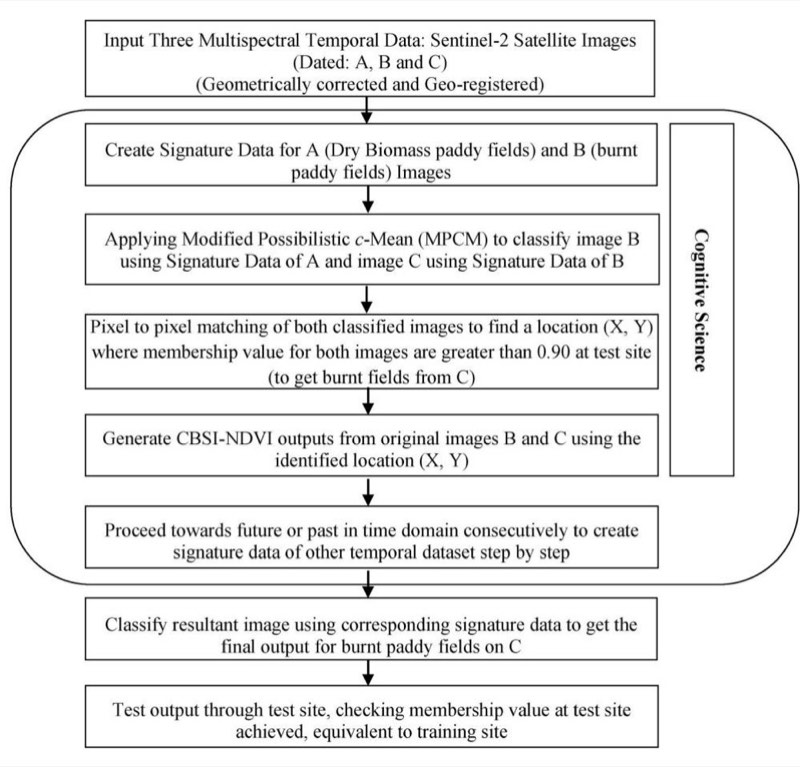 Input Three Multispectral Temporal Data: Sentinel-2 Satellite Images
(Dated: A, B and C)
(Geometrically corrected and Geo-registered)
Create Signature Data for A (Dry Biomass paddy fields) and B (burnt
paddy fields) Images
Applying Modified Possibilistic c-Mean (MPCM) to classify image B
using Signature Data of A and image C using Signature Data of B
Pixel to pixel matching of both classified images to find a location (X, Y)
where membership value for both images are greater than 0.90 at test site
(to get burnt fields from C)
Generate CBSI-NDVI outputs from original images B and C using the
identified location (X, Y)
Proceed towards future or past in time domain consecutively to create
signature data of other temporal dataset step by step
Cognitive Science
Classify resultant image using corresponding signature data to get the
final output for burnt paddy fields on C
Test output through test site, checking membership value at test site
achieved, equivalent to training site